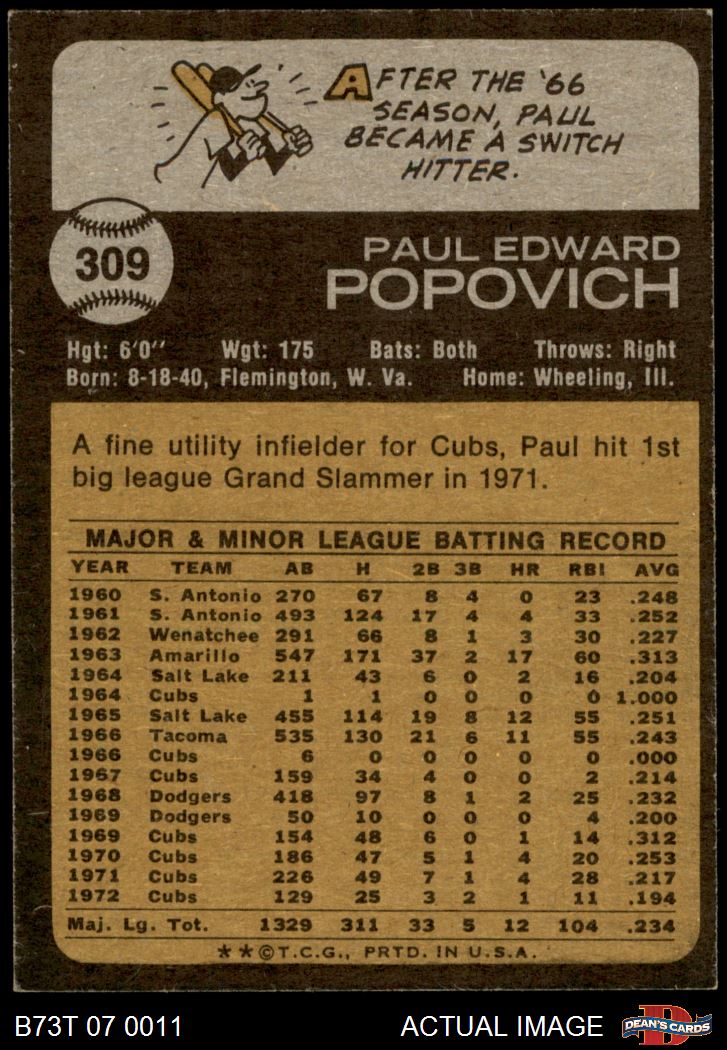 AFTER THE '66
SEASON, PAUL
BECAME A SWITCH
HITTER.
309
PAUL EDWARD
POPOVICH
Hgt: 6'0" Wgt: 175 Bats: Both Throws: Right
Born: 8-18-40, Flemington, W. Va. Home: Wheeling, Ill.
A fine utility infielder for Cubs, Paul hit 1st
big league Grand Slammer in 1971.
MAJOR & MINOR LEAGUE BATTING RECORD
YEAR TEAM AB H 2B 3B HR RBI AVG
1960 S. Antonio 270 67 8 4 0 23 .248
1961 S. Antonio 493 124 17 4 4 33 .252
1962 Wenatchee 291 66 8 1 3 30 .227
1963 Amarillo 547 171 37 2 17 60 .313
1964 Salt Lake 211 43 6 0 2 16 .204
1964 Cubs 1 1 0 0 0 0 1.000
1965 Salt Lake 455 114 19 8 12 55 .251
1966 Tacoma 535 130 21 6 11 55 .243
1966 Cubs 6 0 0 0 0 0 .000
1967 Cubs 159 34 4 0 0 2 .214
1968 Dodgers 418 97 8 1 2 25 .232
1969 Dodgers 50 10 0 0 0 4 .200
1969 Cubs 154 48 6 0 1 14 .312
1970 Cubs 186 47 5 1 4 20 .253
1971 Cubs 226 49 7 1 4 28 .217
1972 Cubs 129 25 3 2 1 11 .194
Maj. Lg. Tot. 1329 311 33 5 12 104 .234
**©T.C.G., PRTD. IN U.S.A.
B73T 07 0011 ACTUAL IMAGE D DEAN'S CARDS